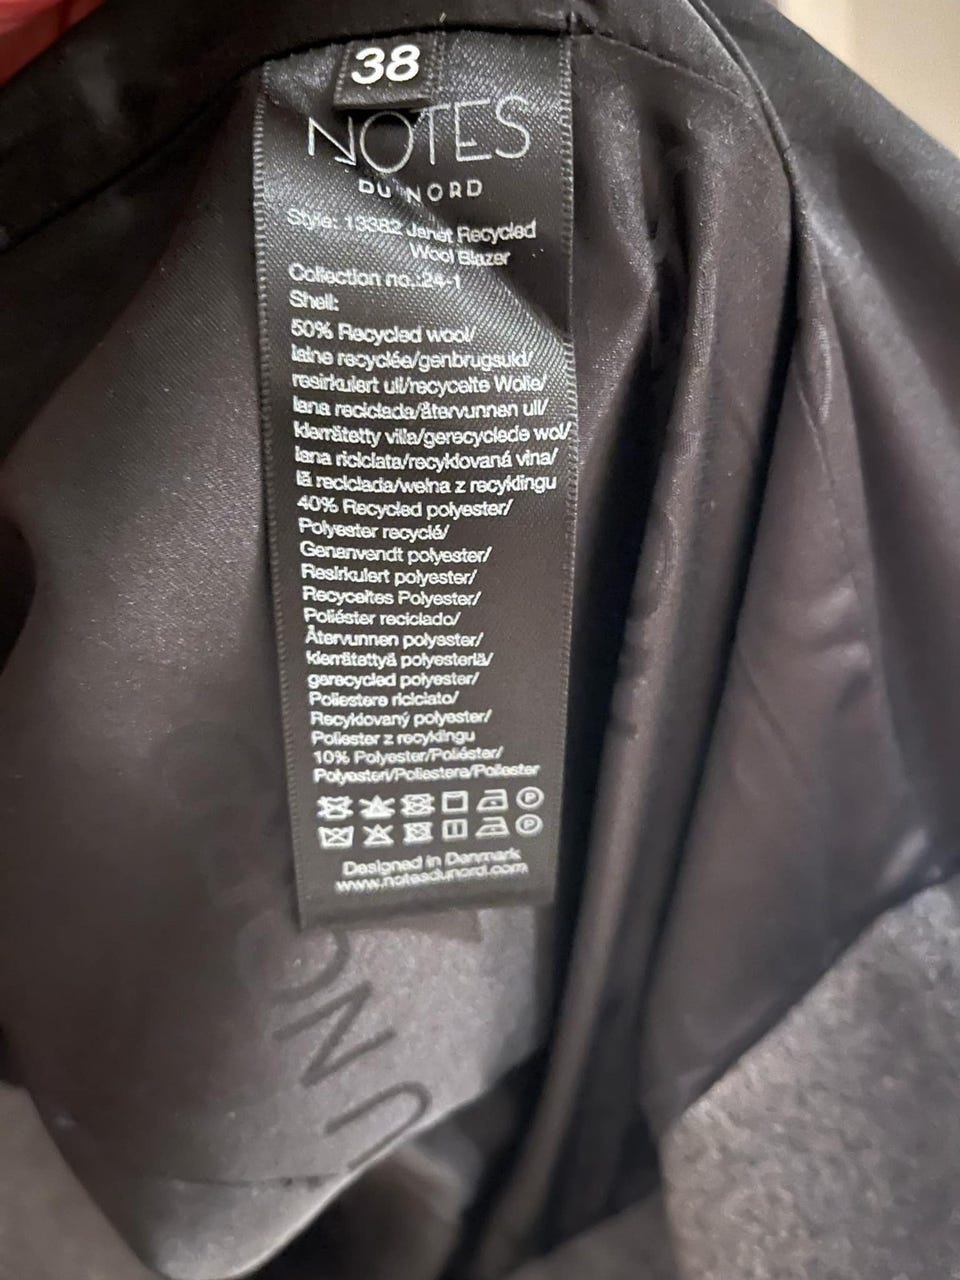 38
NOTES
DU NORD
Style: 13382 Janet Recycled
Wool Blazer
Collection no.:24-1
Shell:
50% Recycled wool/
laine recyclée/genbrugsuld/
resirkulert ull/recycelte Wolle/
lana reciclada/återvunnen ull/
kierrätetty villa/gerecyclede wol/
lana riciclata/recyklovaná vlna/
lã reciclada/wełna z recyklingu
40% Recycled polyester/
Polyester recyclé/
Genanvendt polyester/
Resirkulert polyester/
Recyceltes Polyester/
Poliéster reciclado/
Återvunnen polyester/
kierrätettyä polyesteriä/
gerecycled polyester/
Poliestere riciclato/
Recyklovaný polyester/
Poliester z recyklingu
10% Polyester/Poliéster/
Polyesteri/Poliestere/Poliester
P
P
Designed in Danmark
www.notesdunord.com